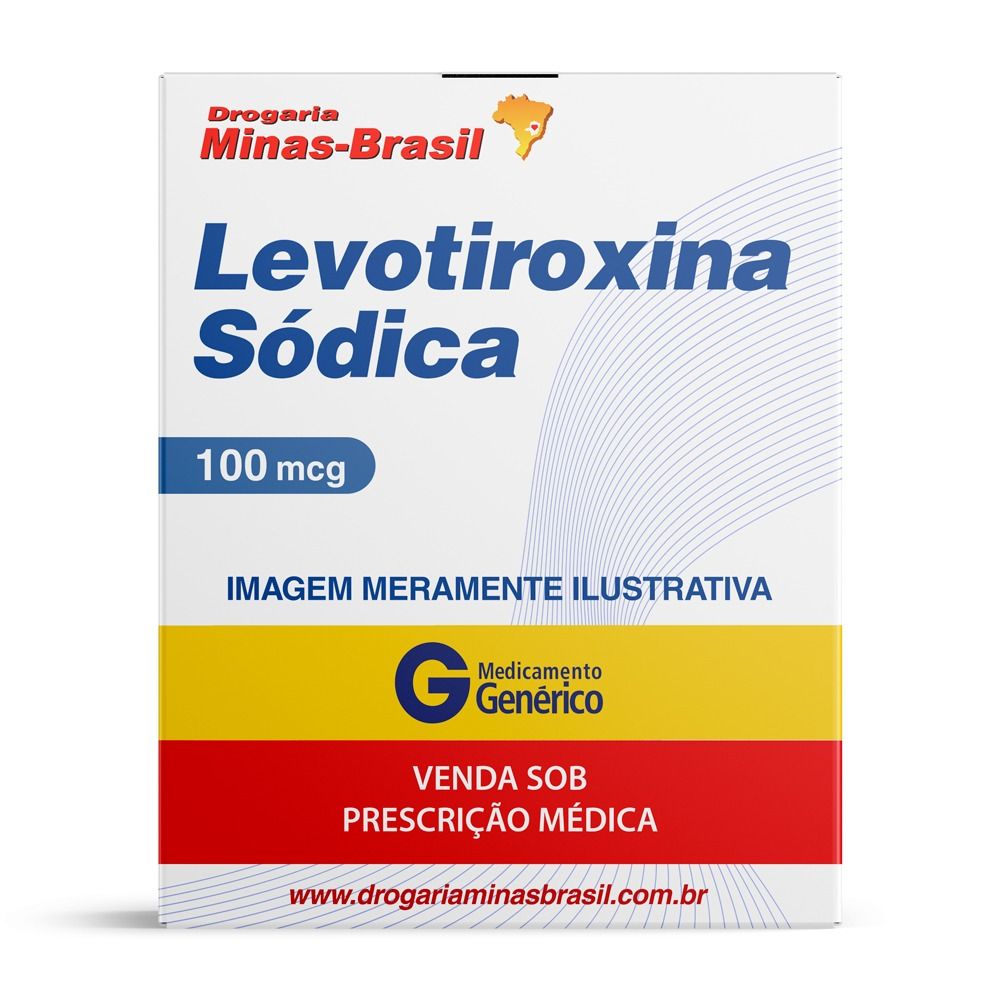 Drogaria
Minas-Brasil
Levotiroxina
Sódica
100 mcg
IMAGEM MERAMENTE ILUSTRATIVA
G Medicamento
Genérico
VENDA SOB
PRESCRIÇÃO MÉDICA
www.drogariaminasbrasil.com.br